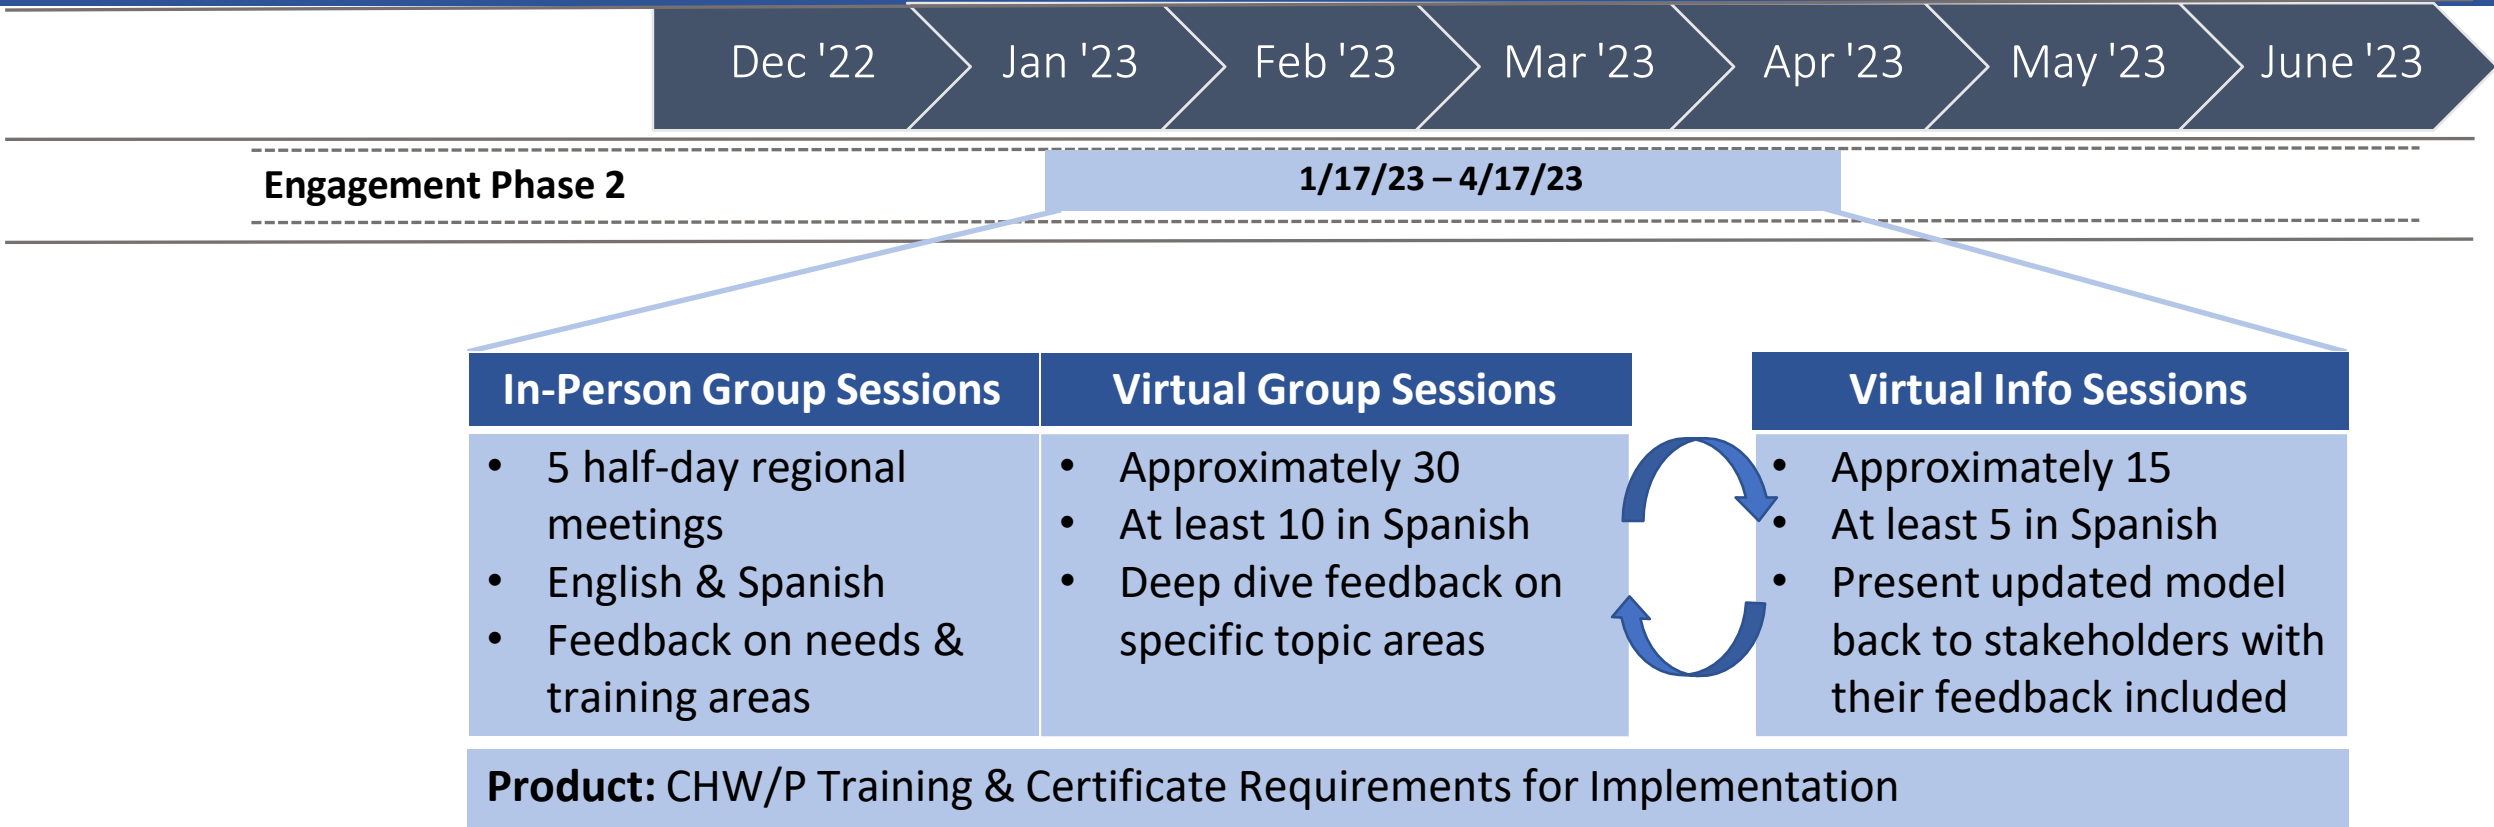 Dec '22
Jan '23
Feb '23
Mar '23
Apr '23
May '23
June '23
Engagement Phase 2
1/17/23 – 4/17/23
In-Person Group Sessions
• 5 half-day regional
meetings
• English & Spanish
• Feedback on needs &
training areas
Virtual Group Sessions
• Approximately 30
• At least 10 in Spanish
• Deep dive feedback on
specific topic areas
Virtual Info Sessions
• Approximately 15
• At least 5 in Spanish
• Present updated model
back to stakeholders with
their feedback included
Product: CHW/P Training & Certificate Requirements for Implementation